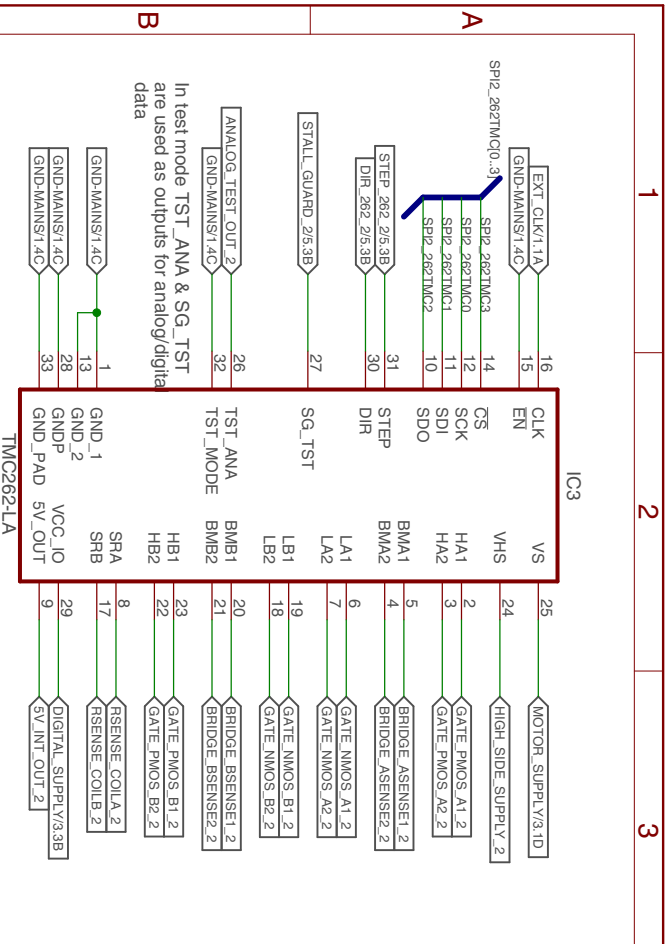 1
2
3
A
B
SPI2_262TMC[0..3]
EXT_CLK/1.1A
GND-MAINS/1.4C
SPI2_262TMC3
SPI2_262TMC0
SPI2_262TMC1
SPI2_262TMC2
STEP_262_2/5.3B
DIR_262_2/5.3B
STALL_GUARD_2/5.3B
ANALOG_TEST_OUT_2
GND-MAINS/1.4C
In test mode TST_ANA & SG_TST
are used as outputs for analog/digital
data
GND-MAINS/1.4C
GND-MAINS/1.4C
GND-MAINS/1.4C
16
15
14
12
11
10
31
30
27
26
32
1
13
28
33
IC3
CLK
EN
CS
SCK
SDI
SDO
STEP
DIR
SG_TST
TST_ANA
TST_MODE
GND_1
GND_2
GNDP
GND_PAD
VS
VHS
HA1
HA2
BMA1
BMA2
LA1
LA2
LB1
LB2
BMB1
BMB2
HB1
HB2
SRA
SRB
VCC_IO
5V_OUT
TMC262-LA
25
24
2
3
5
4
6
7
19
18
20
21
23
22
8
17
29
9
MOTOR_SUPPLY/3.1D
HIGH_SIDE_SUPPLY_2
GATE_PMOS_A1_2
GATE_PMOS_A2_2
BRIDGE_ASENSE1_2
BRIDGE_ASENSE2_2
GATE_NMOS_A1_2
GATE_NMOS_A2_2
GATE_NMOS_B1_2
GATE_NMOS_B2_2
BRIDGE_BSENSE1_2
BRIDGE_BSENSE2_2
GATE_PMOS_B1_2
GATE_PMOS_B2_2
RSENSE_COILA_2
RSENSE_COILB_2
DIGITAL_SUPPLY/3.3B
5V_INT_OUT_2